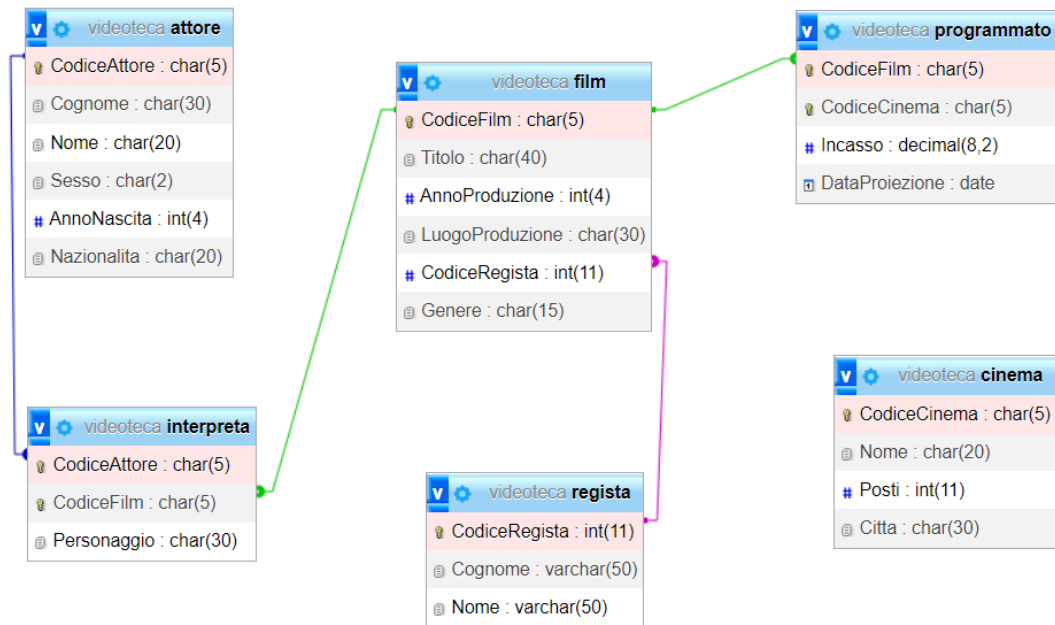 videoteca attore
CodiceAttore : char(5)
Cognome : char(30)
Nome : char(20)
Sesso : char(2)
# AnnoNascita : int(4)
Nazionalita : char(20)
videoteca film
CodiceFilm : char(5)
Titolo : char(40)
# AnnoProduzione : int(4)
LuogoProduzione : char(30)
# CodiceRegista : int(11)
Genere : char(15)
videoteca programmato
CodiceFilm : char(5)
CodiceCinema : char(5)
# Incasso : decimal(8,2)
DataProiezione : date
videoteca interpreta
CodiceAttore : char(5)
CodiceFilm : char(5)
Personaggio : char(30)
videoteca regista
CodiceRegista : int(11)
Cognome : varchar(50)
Nome : varchar(50)
videoteca cinema
CodiceCinema : char(5)
Nome : char(20)
# Posti : int(11)
Citta : char(30)